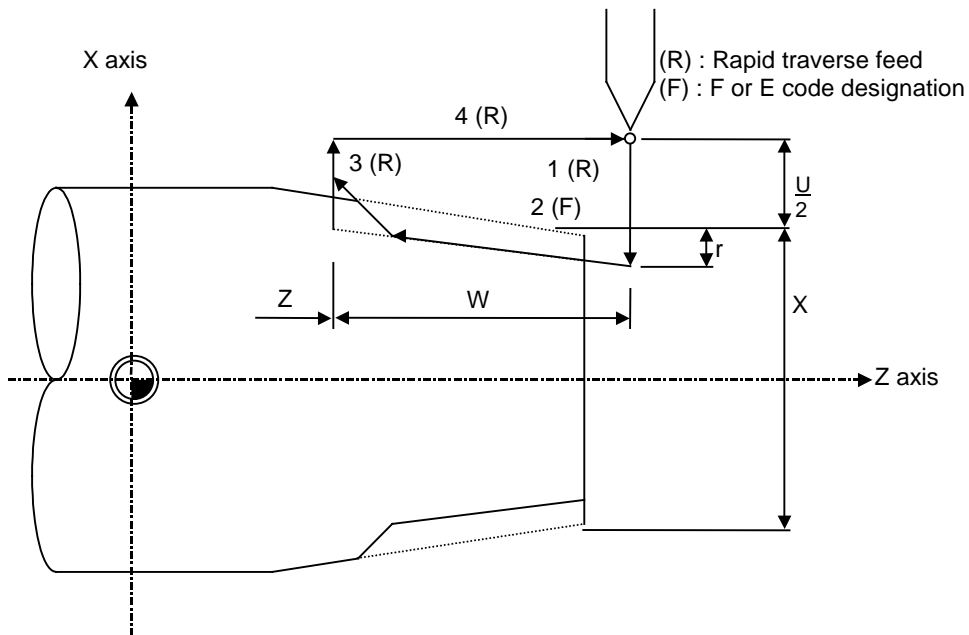 X axis
(R) : Rapid traverse feed
(F) : F or E code designation
4 (R)
3 (R)
1 (R)
U
2
2 (F)
r
Z
W
X
Z axis